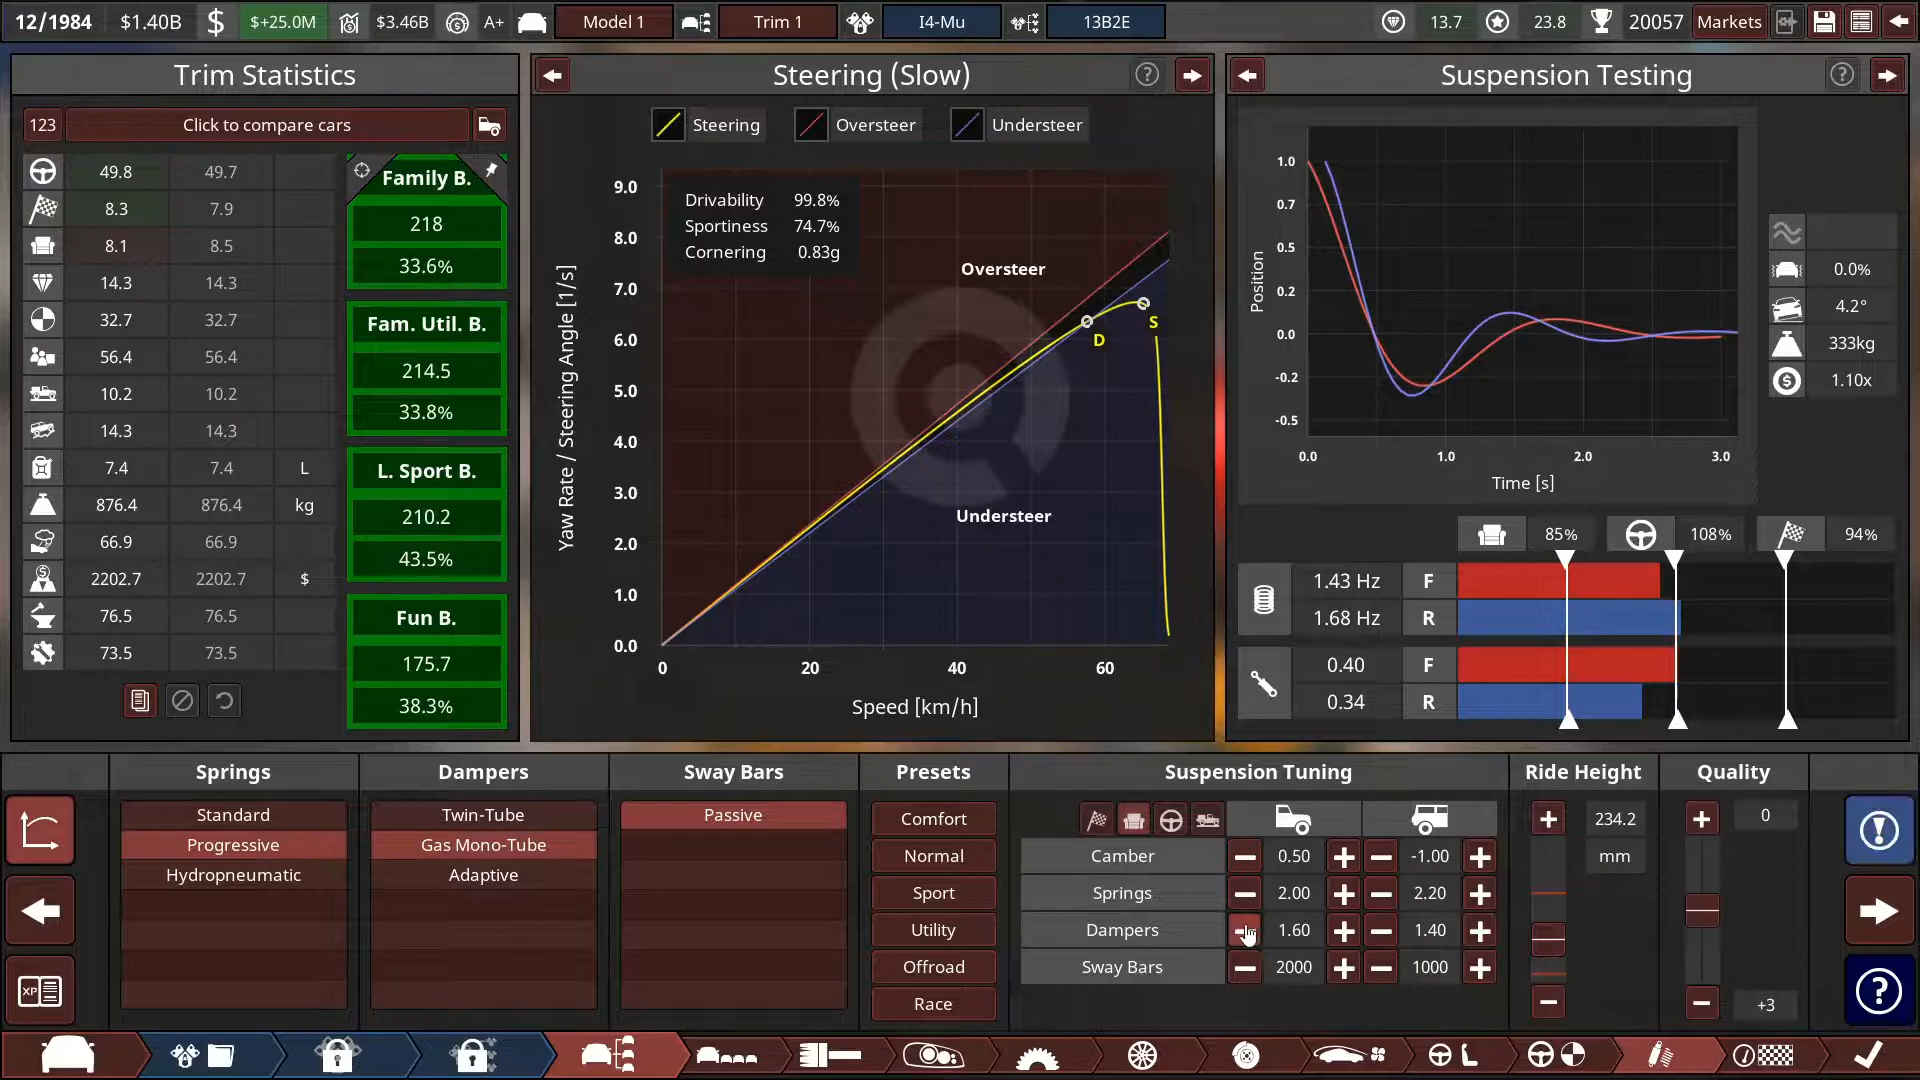 12/1984
$1.40B
$+25.0M
$3.46B
A+
Model 1
Trim 1
I4-Mu
13B2E
13.7
23.8
20057
Markets
Trim Statistics
123
Click to compare cars
49.8 49.7
8.3 7.9
8.1 8.5
14.3 14.3
32.7 32.7
56.4 56.4
10.2 10.2
14.3 14.3
7.4 7.4 L
876.4 876.4 kg
66.9 66.9
2202.7 2202.7 $
76.5 76.5
73.5 73.5
Family B.
218
33.6%
Fam. Util. B.
214.5
33.8%
L. Sport B.
210.2
43.5%
Fun B.
175.7
38.3%
Steering (Slow)
?
Steering
Oversteer
Understeer
Drivability 99.8%
Sportiness 74.7%
Cornering 0.83g
Oversteer
Understeer
D
S
Yaw Rate / Steering Angle [1/s]
9.0
8.0
7.0
6.0
5.0
4.0
3.0
2.0
1.0
0.0
0 20 40 60
Speed [km/h]
Suspension Testing
?
Position
1.0
0.7
0.5
0.2
0.0
-0.2
-0.5
0.0 1.0 2.0 3.0
Time [s]
0.0%
4.2°
333kg
1.10x
85%
108%
94%
1.43 Hz F
1.68 Hz R
0.40 F
0.34 R
Springs
Standard
Progressive
Hydropneumatic
Dampers
Twin-Tube
Gas Mono-Tube
Adaptive
Sway Bars
Passive
Presets
Comfort
Normal
Sport
Utility
Offroad
Race
Suspension Tuning
Camber 0.50 -1.00
Springs 2.00 2.20
Dampers 1.60 1.40
Sway Bars 2000 1000
Ride Height
234.2
mm
Quality
0
+3
XP
?